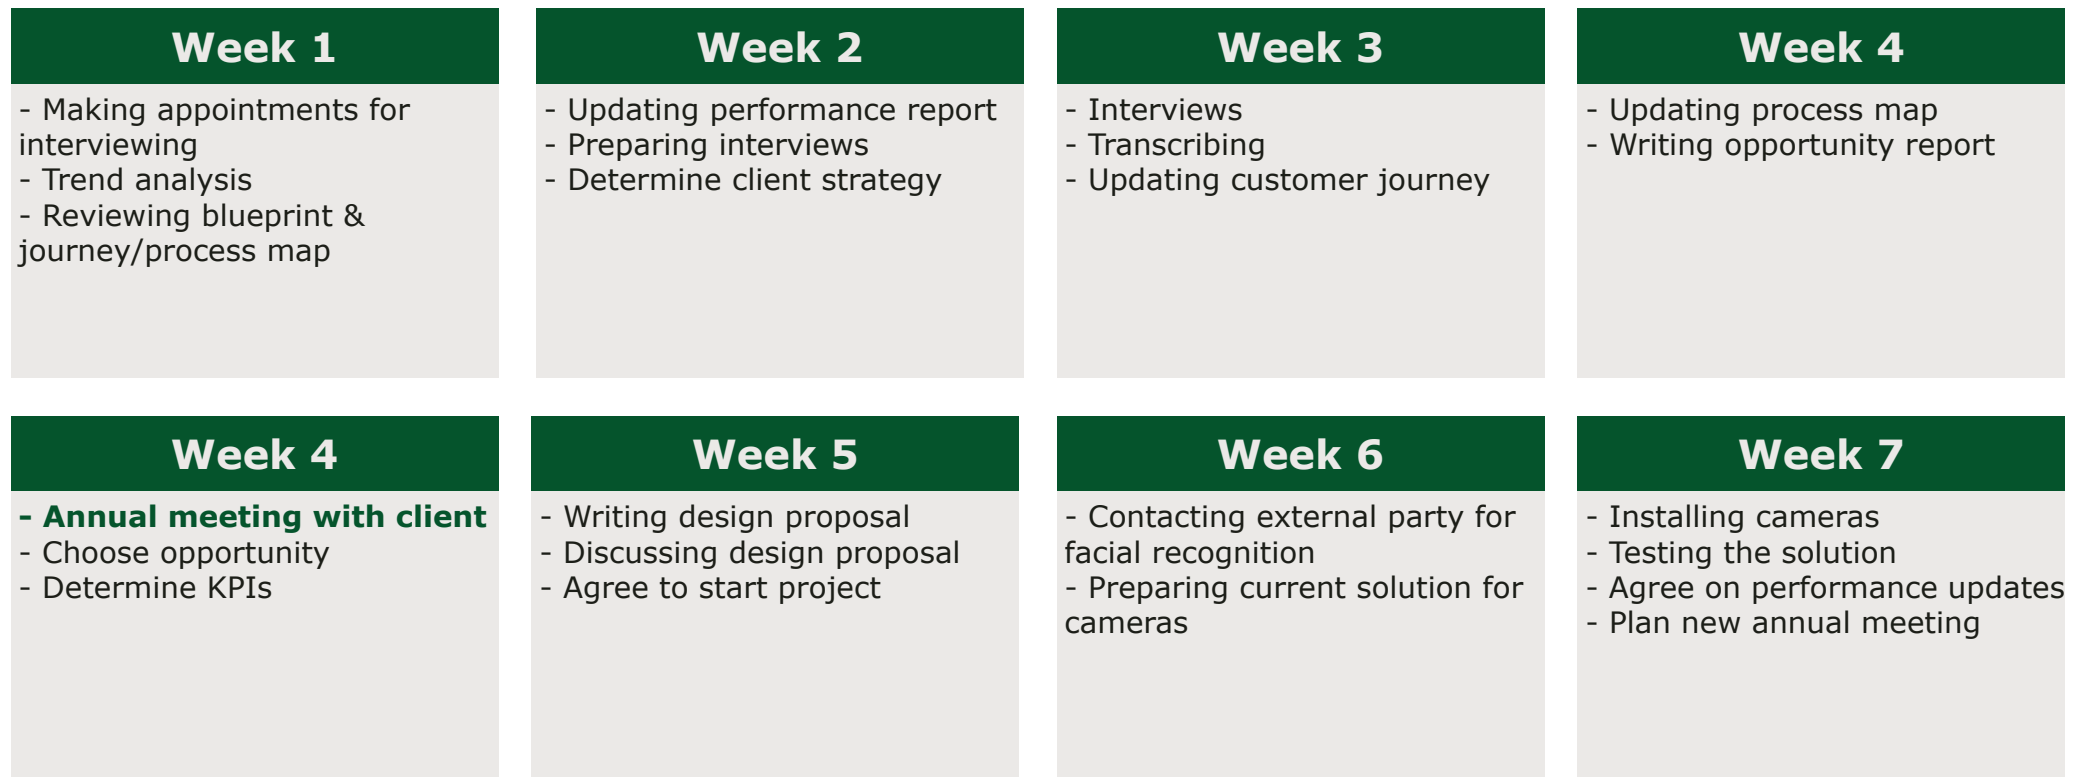 Week 1
- Making appointments for
interviewing
- Trend analysis
- Reviewing blueprint &
journey/process map
Week 2
- Updating performance report
- Preparing interviews
- Determine client strategy
Week 3
- Interviews
- Transcribing
- Updating customer journey
Week 4
- Updating process map
- Writing opportunity report
Week 4
- Annual meeting with client
- Choose opportunity
- Determine KPIs
Week 5
- Writing design proposal
- Discussing design proposal
- Agree to start project
Week 6
- Contacting external party for
facial recognition
- Preparing current solution for
cameras
Week 7
- Installing cameras
- Testing the solution
- Agree on performance updates
- Plan new annual meeting